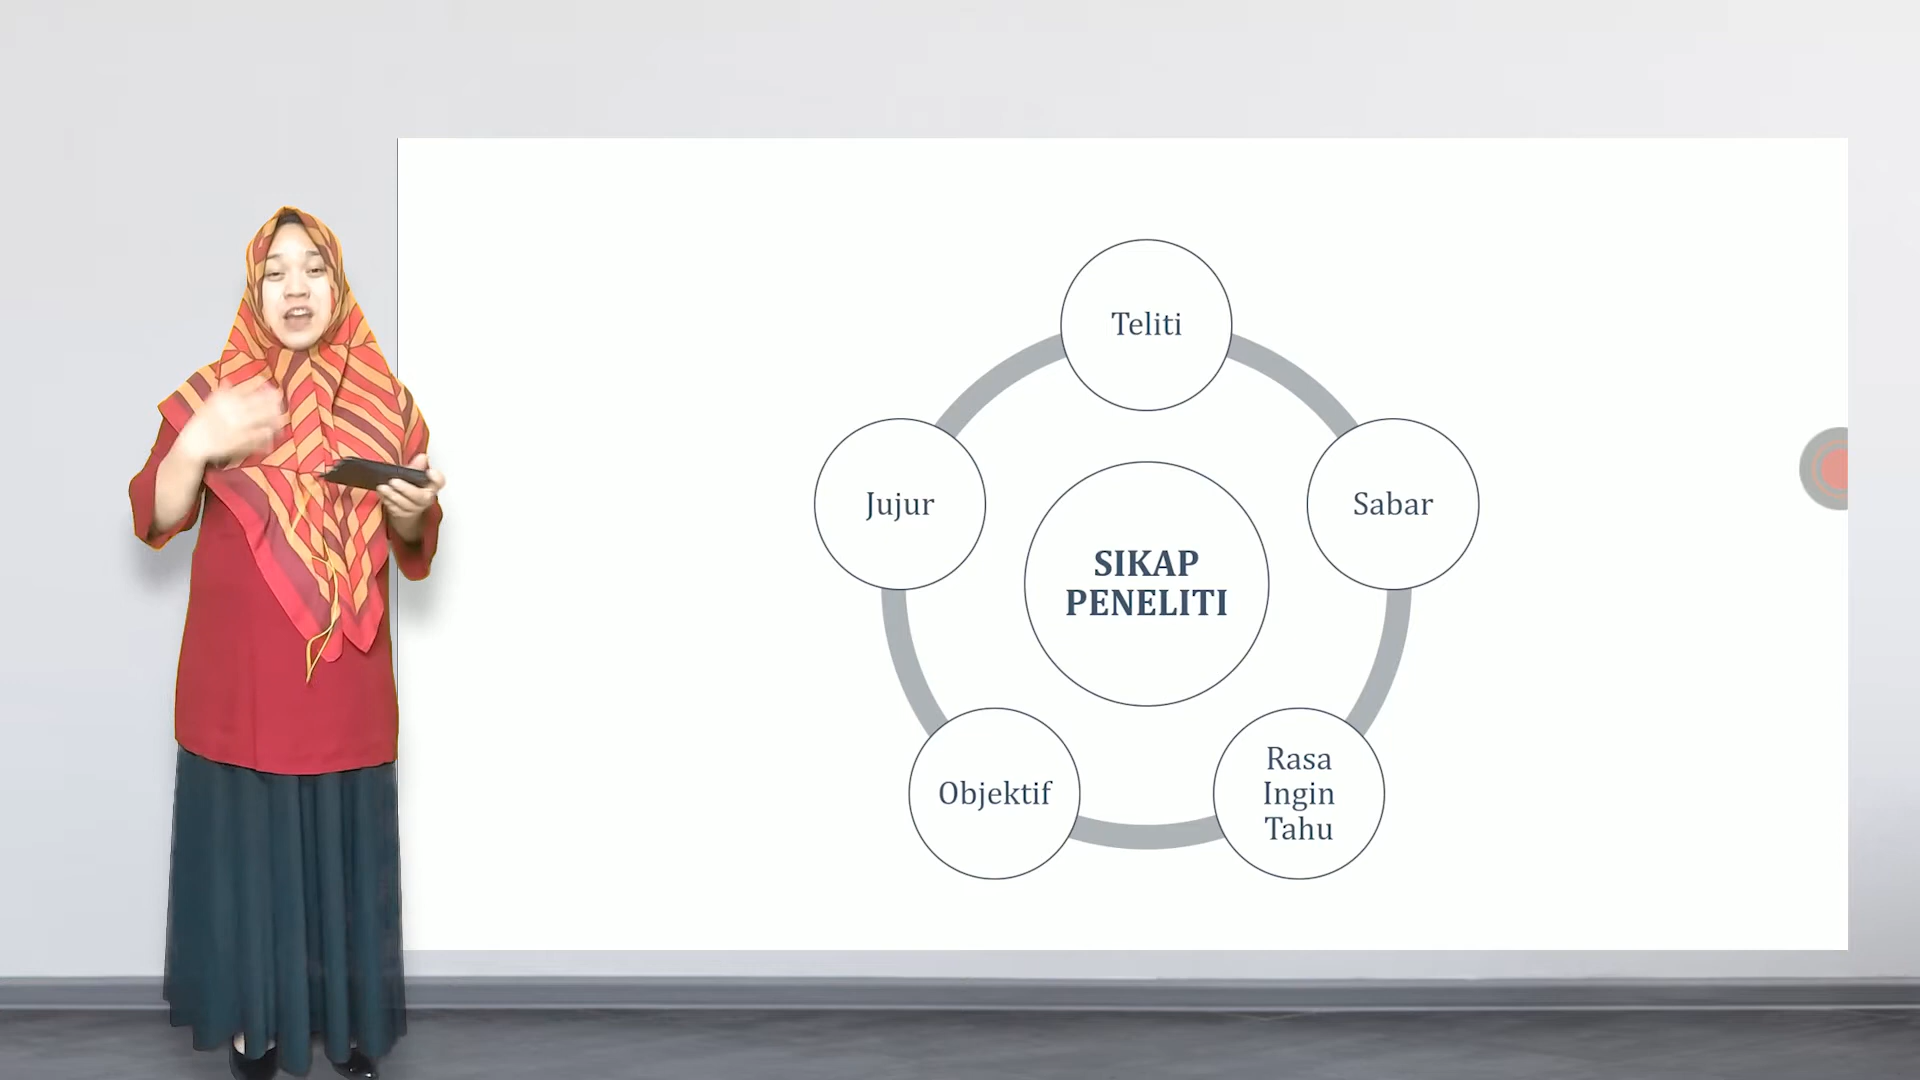 Teliti
Jujur
Sabar
SIKAP
PENELITI
Objektif
Rasa
Ingin
Tahu